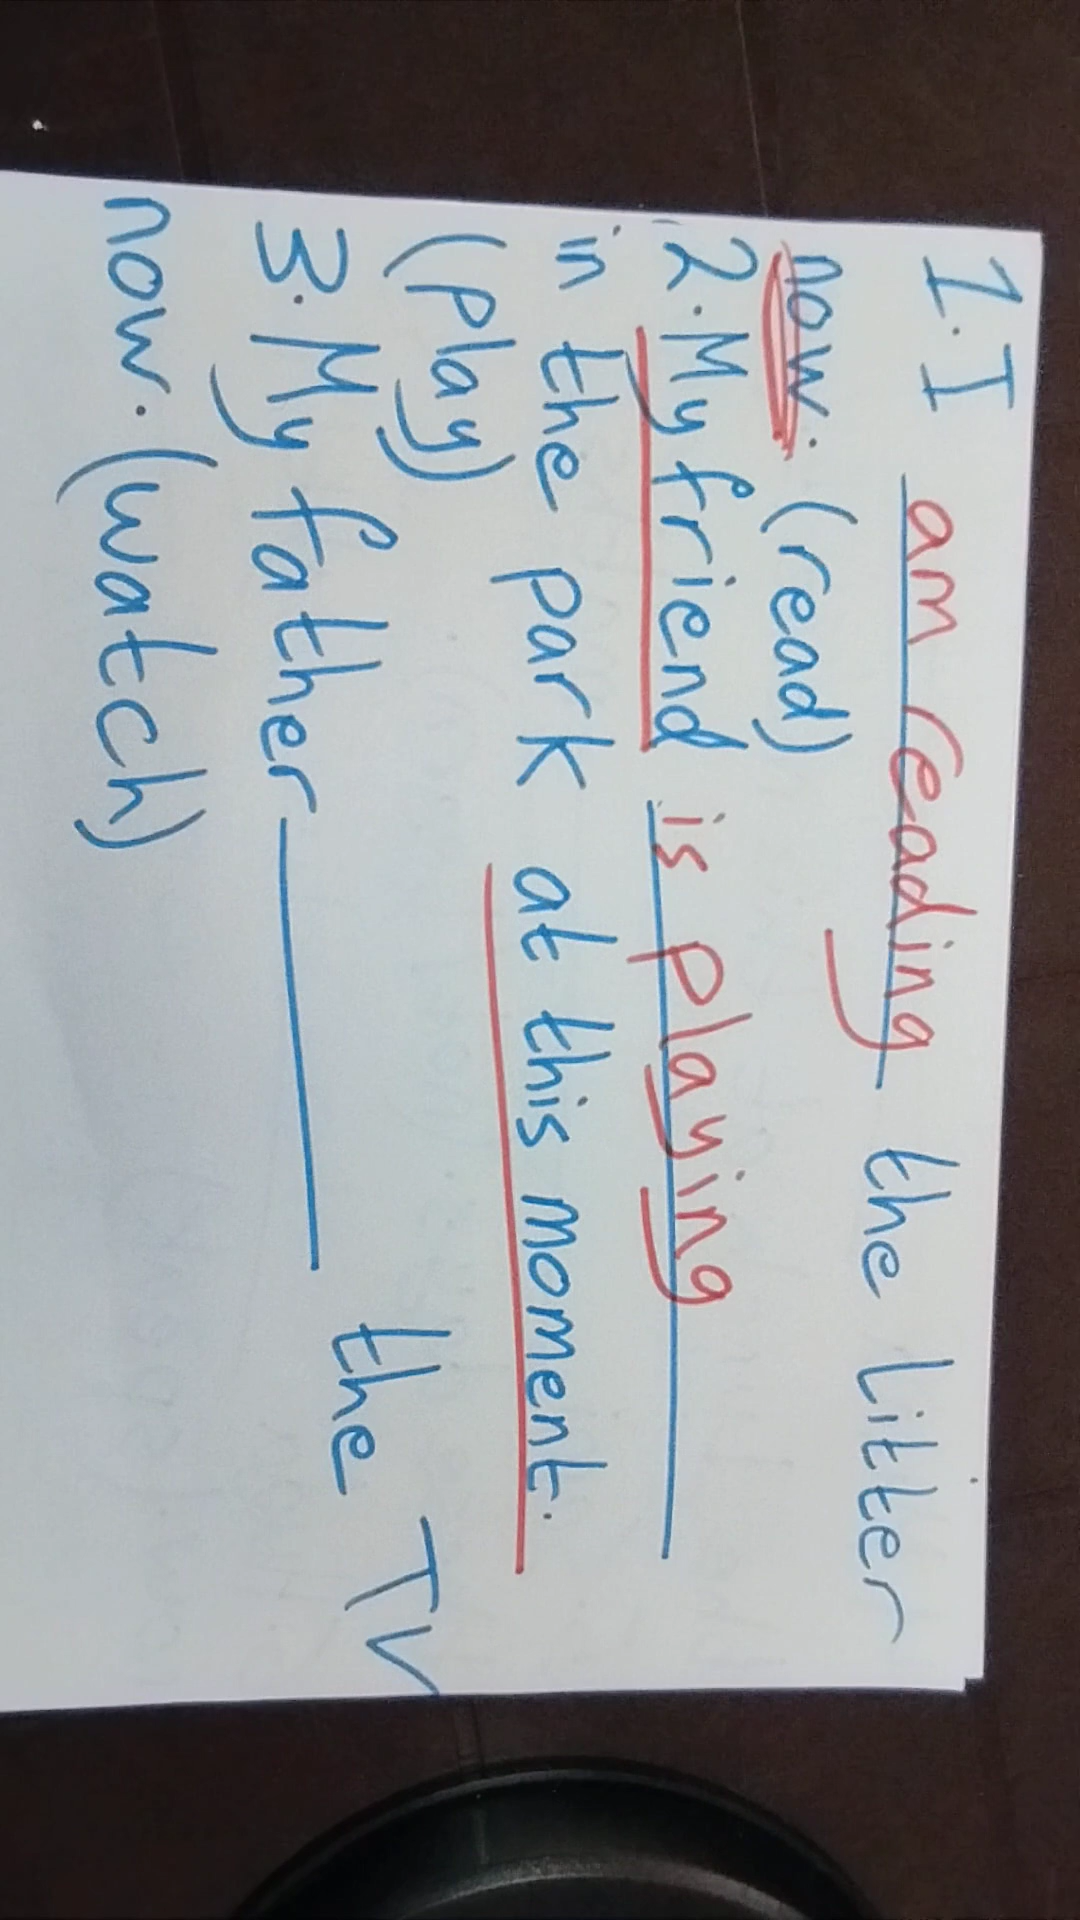 1. I am reading the litter
now. (read)
2. My friend is playing
in the park at this moment.
(play)
3. My father the TV
now. (watch)